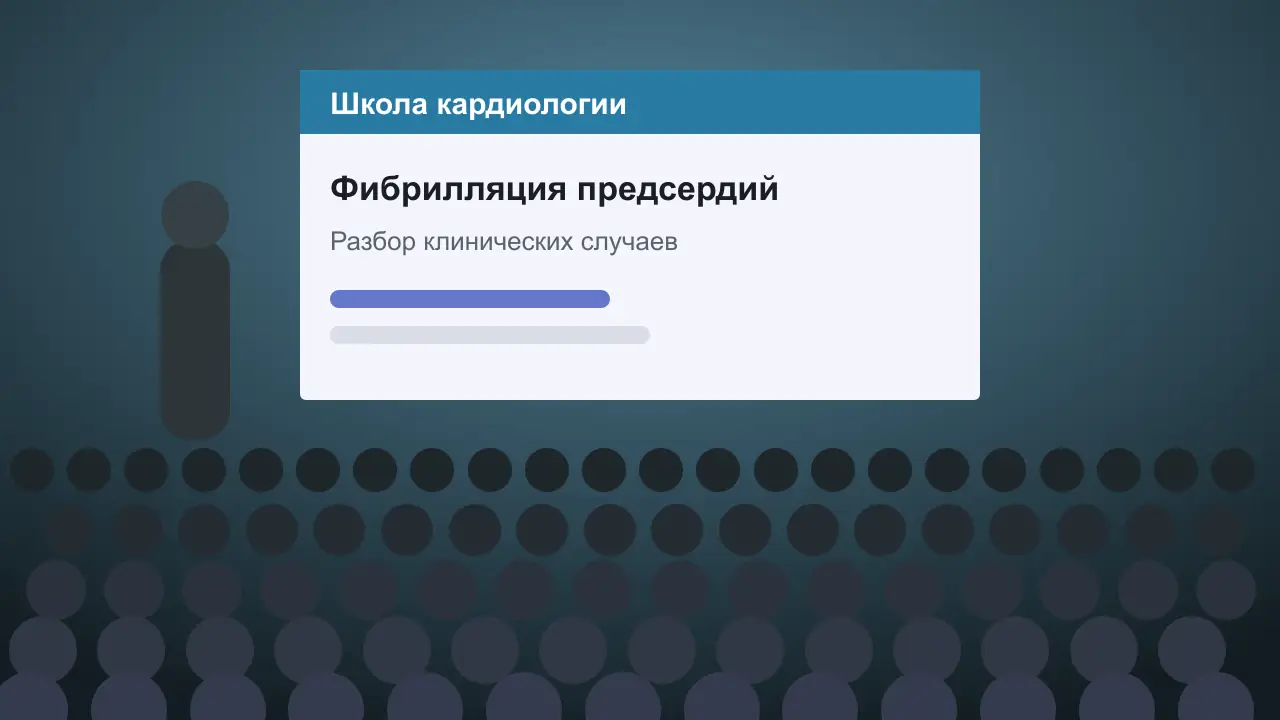 Школа кардиологии
Фибрилляция предсердий
Разбор клинических случаев